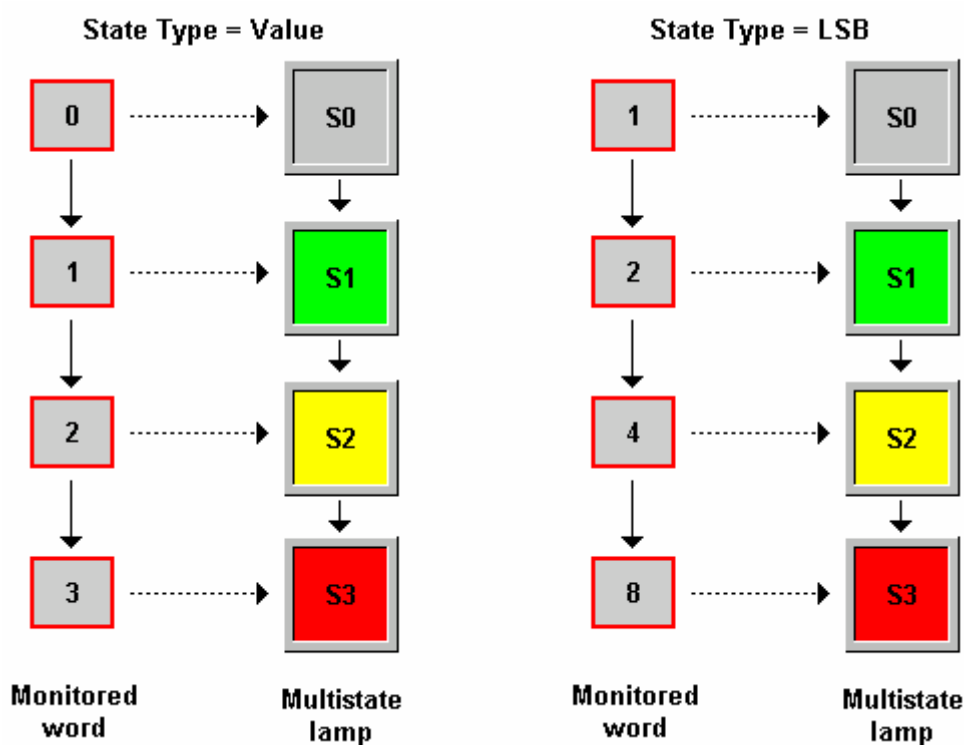 State Type = Value
0
S0
1
S1
2
S2
3
S3
Monitored
word
Multistate
lamp
State Type = LSB
1
S0
2
S1
4
S2
8
S3
Monitored
word
Multistate
lamp